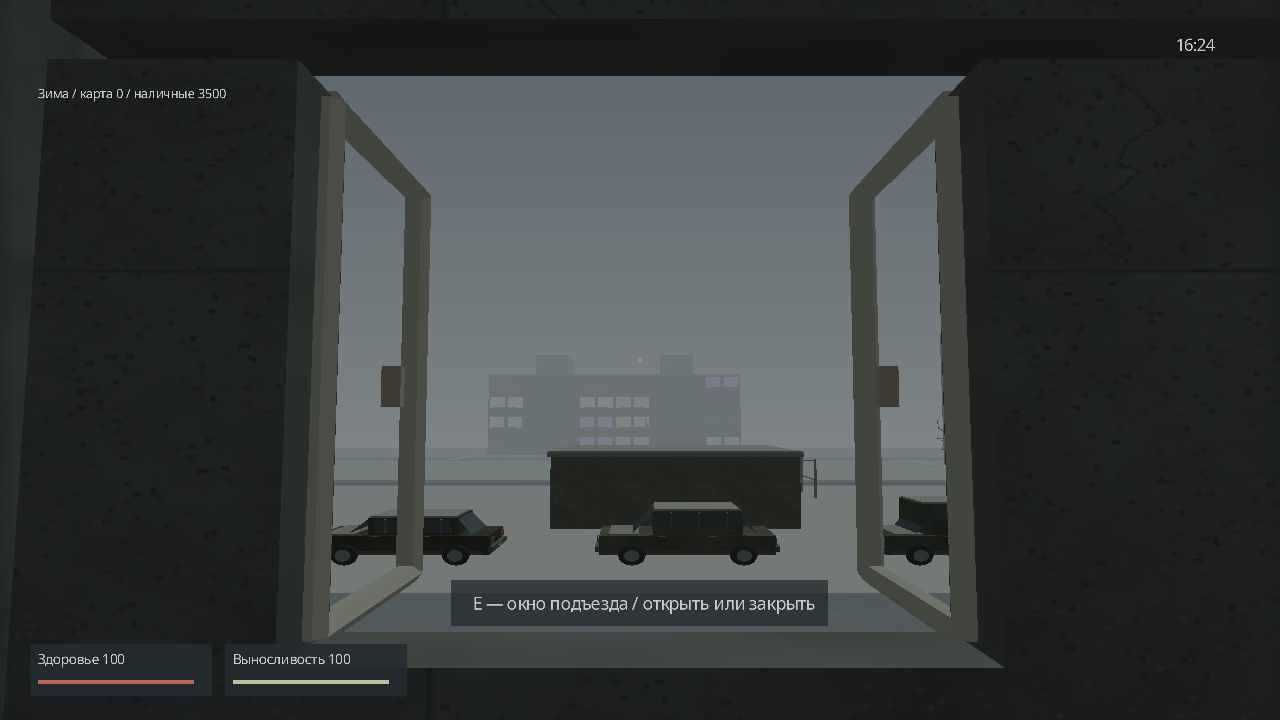 16:24
Зима / карта 0 / наличные 3500
E — окно подъезда / открыть или закрыть
Здоровье 100
Выносливость 100